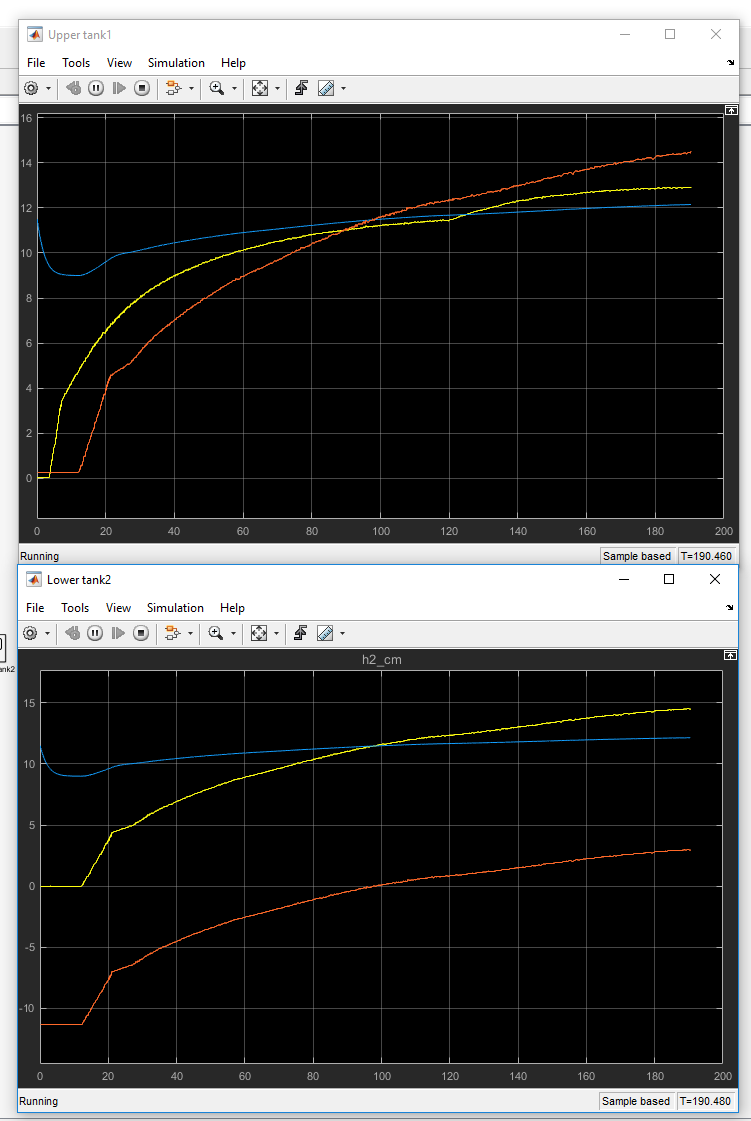 Upper tank1
File Tools View Simulation Help
16
14
12
10
8
6
4
2
0
0 20 40 60 80 100 120 140 160 180 200
Running Sample based T=190.460
Lower tank2
File Tools View Simulation Help
ank2
h2_cm
15
10
5
0
-5
-10
0 20 40 60 80 100 120 140 160 180 200
Running Sample based T=190.480